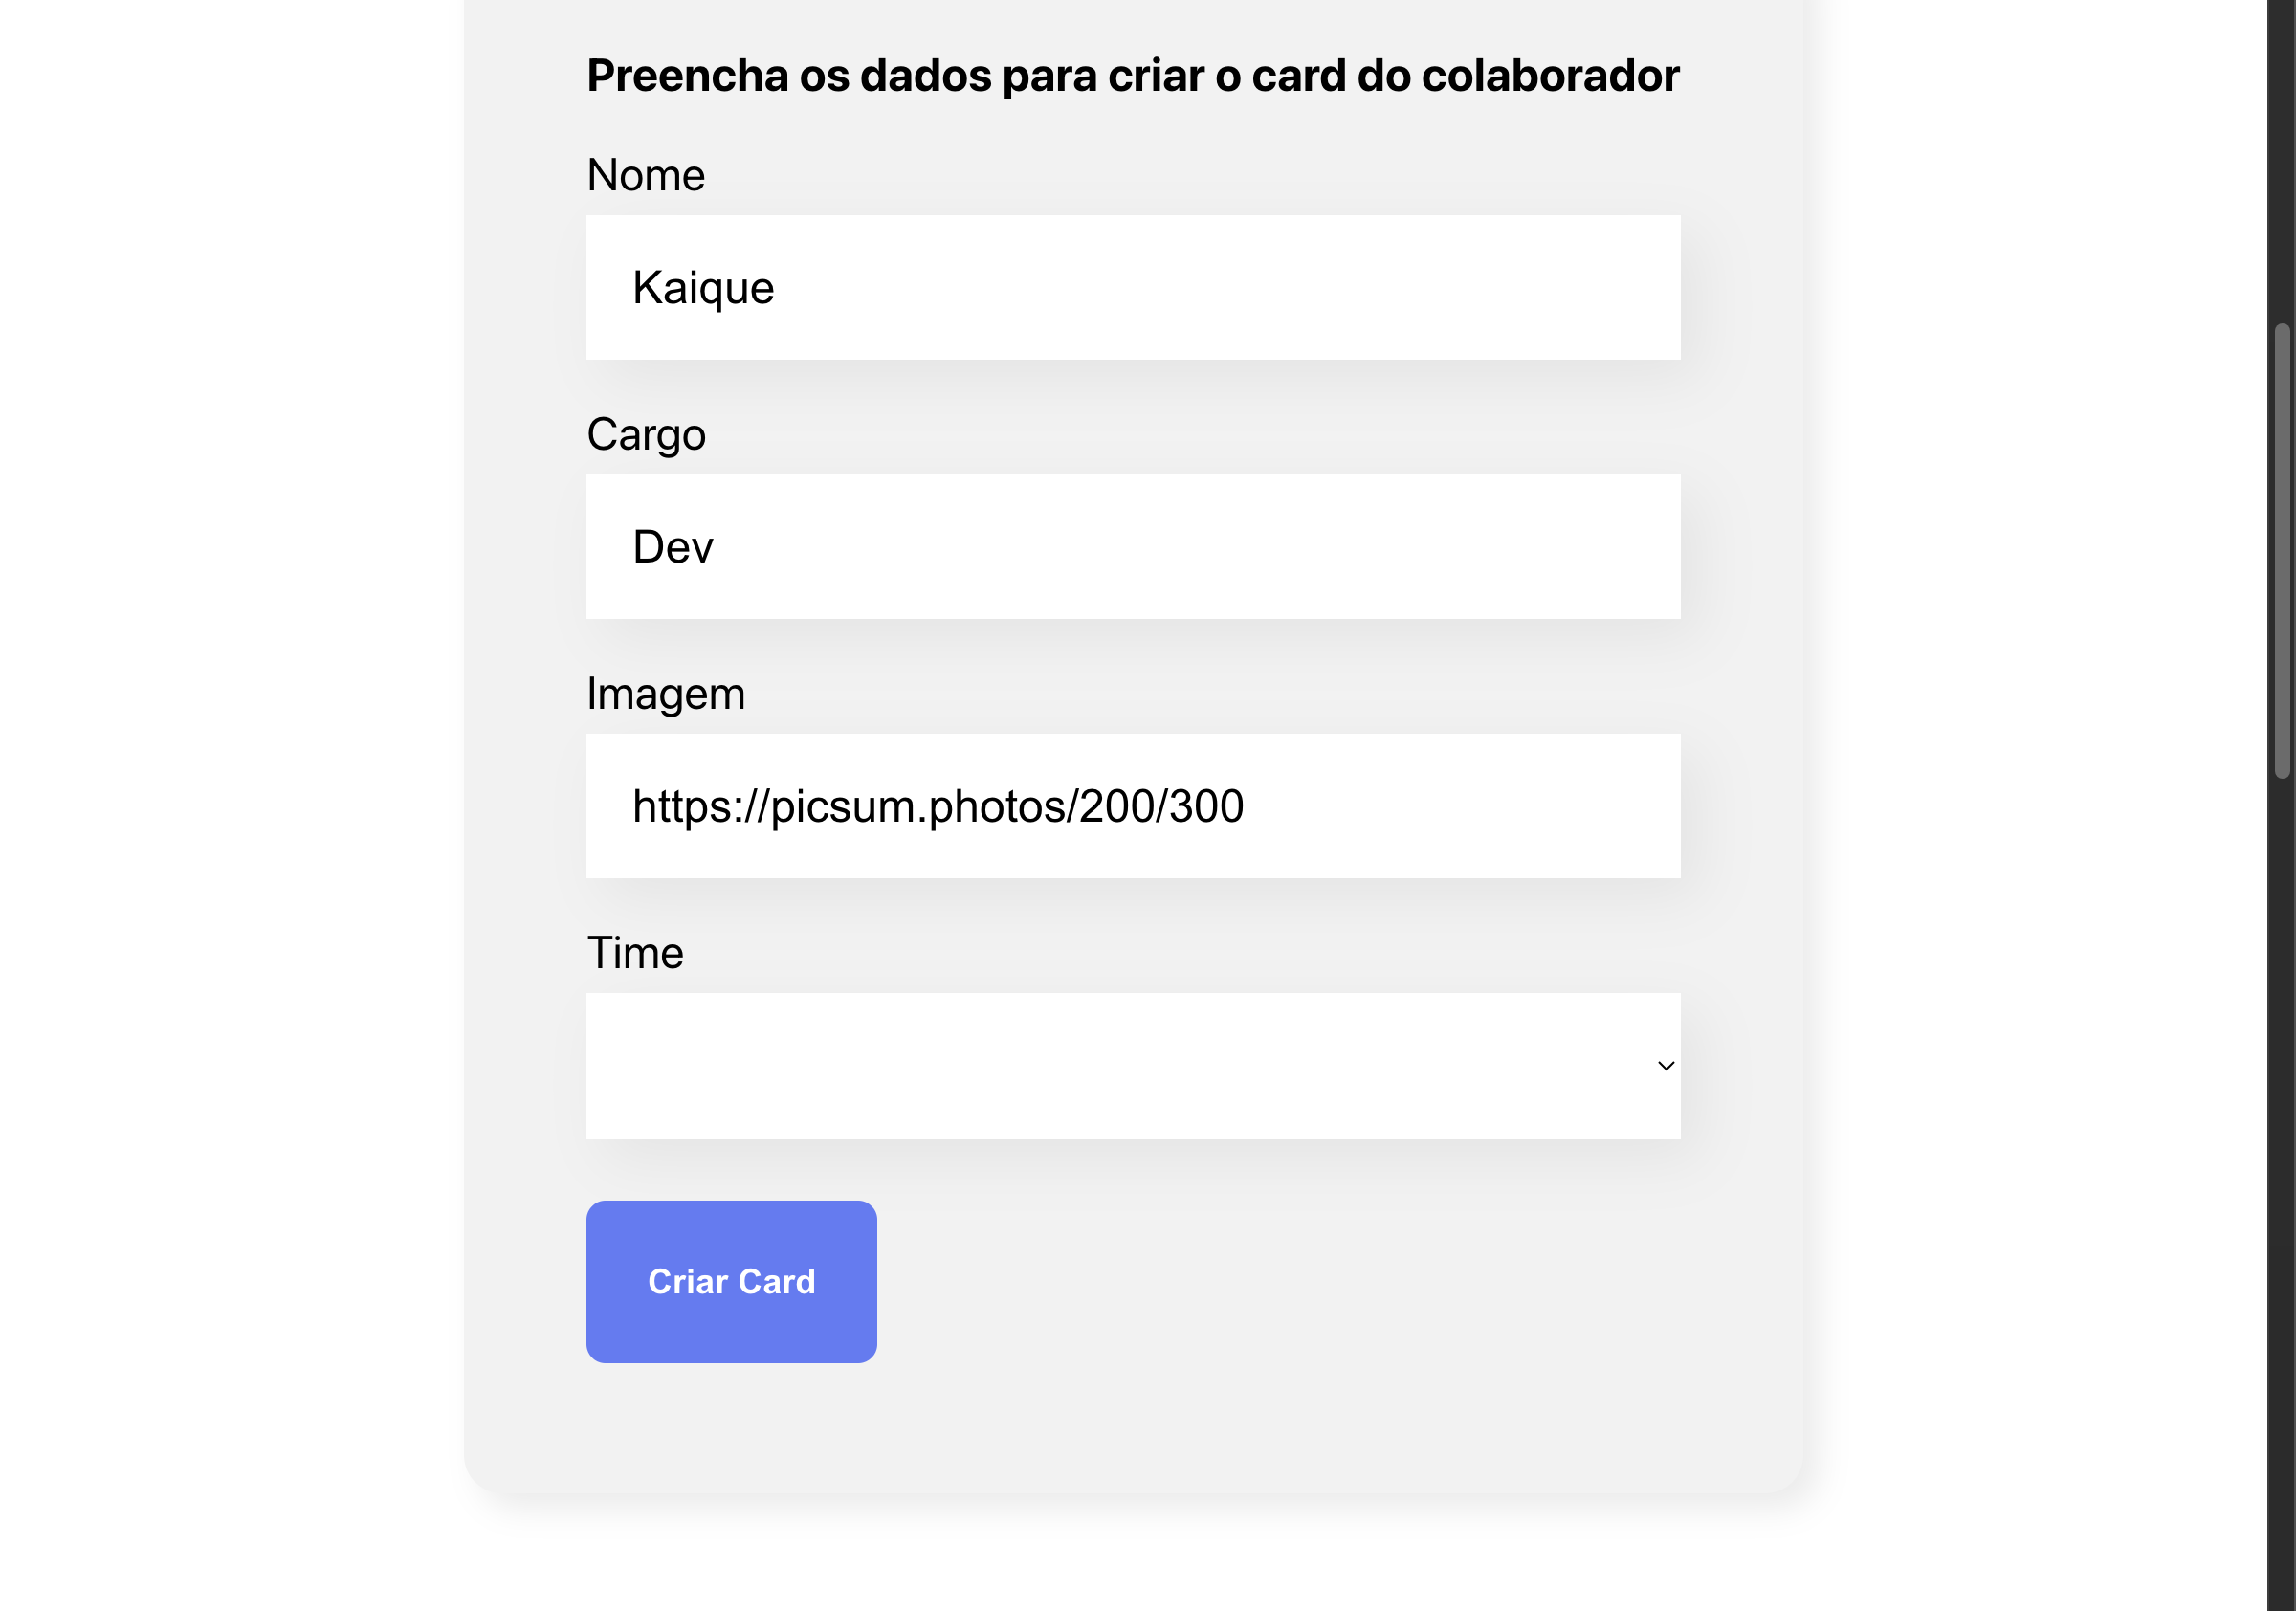 Preencha os dados para criar o card do colaborador
Nome
Kaique
Cargo
Dev
Imagem
https://picsum.photos/200/300
Time
Criar Card